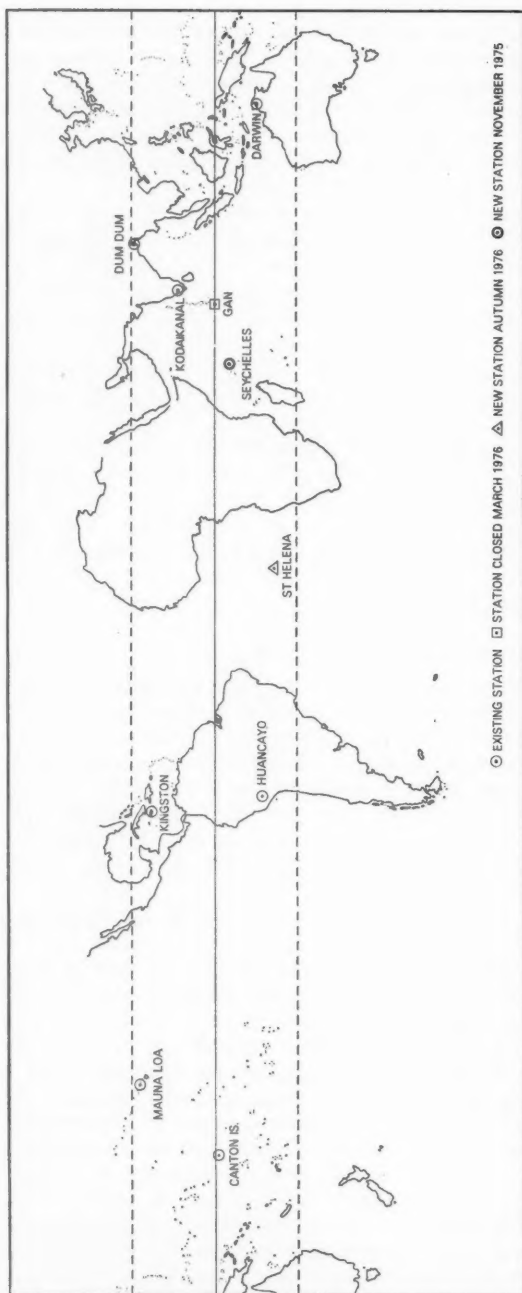 DUM DUM
KODAIKANAL
GAN
SEYCHELLES
DARWIN
ST HELENA
KINGSTON
HUANCAYO
MAUNA LOA
CANTON IS.
EXISTING STATION STATION CLOSED MARCH 1976 NEW STATION AUTUMN 1976 NEW STATION NOVEMBER 1975